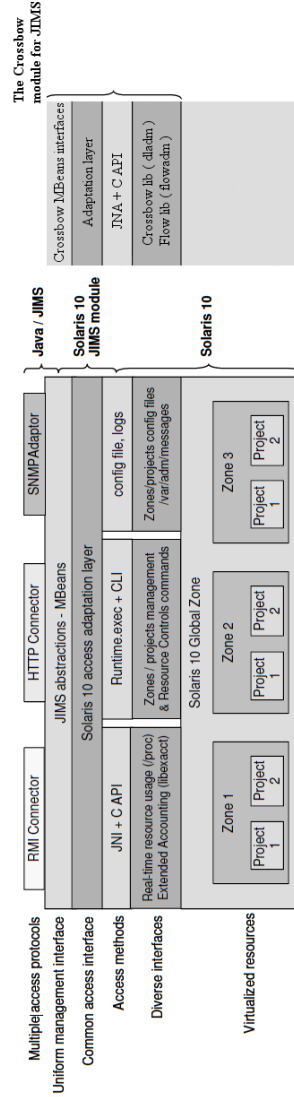 The Crossbow
module for JIMS
Java / JIMS
Solaris 10
JIMS module
Solaris 10
Multiple access protocols
RMI Connector
HTTP Connector
SNMPAdaptor
Uniform management interface
JIMS abstractions - MBeans
Crossbow MBeans interfaces
Common access interface
Solaris 10 access adaptation layer
Adaptation layer
Access methods
JNI + C API
Runtime.exec + CLI
config file, logs
JNA + C API
Diverse interfaces
Real-time resource usage (/proc)
Extended Accounting (libexacct)
Zones / projects management
& Resource Controls commands
Zones/projects config files
/var/adm/messages
Crossbow lib ( dladm )
Flow lib ( flowadm )
Solaris 10 Global Zone
Virtualized resources
Zone 1
Project
1
Project
2
Zone 2
Project
1
Project
2
Zone 3
Project
1
Project
2